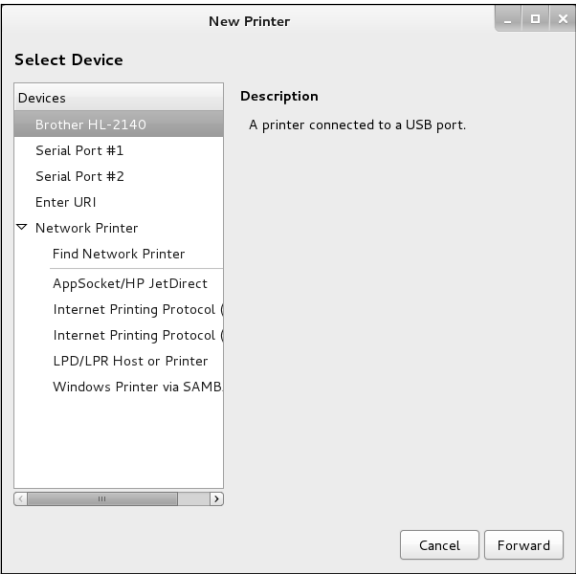 New Printer
Select Device
Devices
Brother HL-2140
Serial Port #1
Serial Port #2
Enter URI
Network Printer
Find Network Printer
AppSocket/HP JetDirect
Internet Printing Protocol (
Internet Printing Protocol (
LPD/LPR Host or Printer
Windows Printer via SAMB
Description
A printer connected to a USB port.
Cancel
Forward